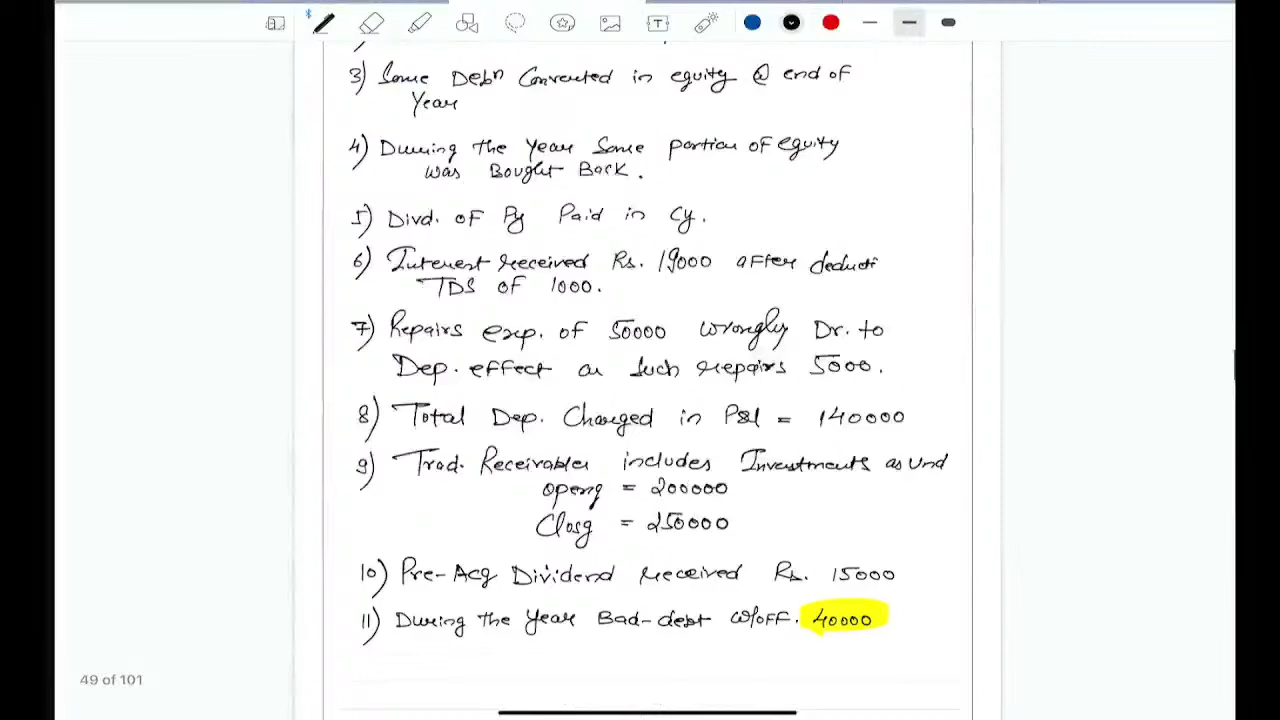 3) Some Debn Converted in equity @ end of
Year
4) During the Year Some portion of equity
was Bought Back.
5) Divd. of Py Paid in Cy.
6) Interest received Rs. 19000 after deducti
TDS of 1000.
7) Repairs exp. of 50000 wrongly Dr. to
Dep. effect on such repairs 5000.
8) Total Dep. Charged in P&l = 140000
9) Trad. Receivables includes Investments as und
openg = 200000
Closg = 250000
10) Pre-Acq Dividend received Rs. 15000
11) During the Year Bad-debt w/off. 40000
49 of 101